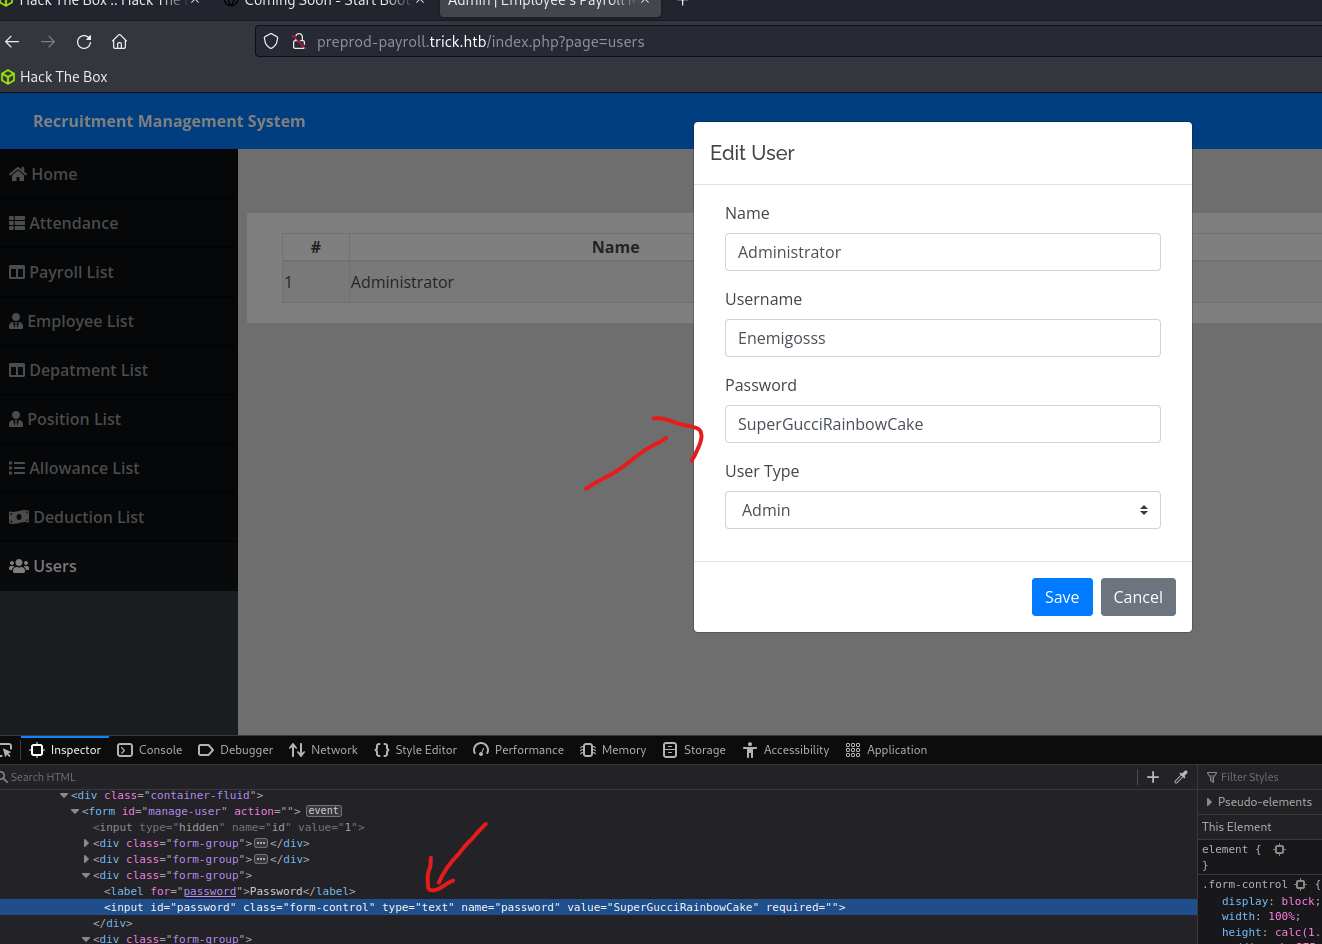 Hack The Box :: Hack The
Coming Soon - Start Boot
Admin | Employee's Payroll M
preprod-payroll.trick.htb/index.php?page=users
Hack The Box
Recruitment Management System
Home
Attendance
Payroll List
Employee List
Depatment List
Position List
Allowance List
Deduction List
Users
# Name
1 Administrator
Edit User
Name
Administrator
Username
Enemigosss
Password
SuperGucciRainbowCake
User Type
Admin
Save Cancel
Inspector Console Debugger Network Style Editor Performance Memory Storage Accessibility Application
Search HTML
<div class="container-fluid">
<form id="manage-user" action=""> event
<input type="hidden" name="id" value="1">
<div class="form-group"> </div>
<div class="form-group"> </div>
<div class="form-group">
<label for="password">Password</label>
<input id="password" class="form-control" type="text" name="password" value="SuperGucciRainbowCake" required="">
</div>
<div class="form-group">
Filter Styles
Pseudo-elements
This Element
element {
}
.form-control {
display: block;
width: 100%;
height: calc(1.